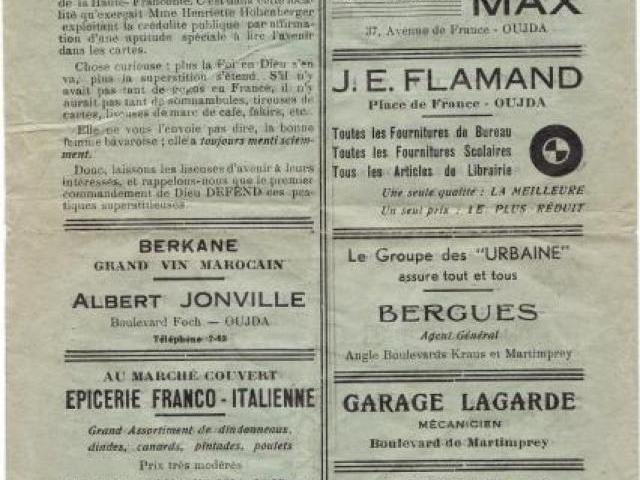 de la Haute-Franconie. C'est dans cette loca-
lité qu'exerçait Mme Henriette Hohenberger
exploitant la crédulité publique par affirma-
tion d'une aptitude spéciale à lire l'avenir
dans les cartes.
Chose curieuse : plus la Foi en Dieu s'en
va, plus la superstition s'étend. S'il n'y
avait pas tant de gogos en France, il n'y
aurait pas tant de somnambules, tireuses de
cartes, liseuses de marc de café, fakirs, etc.
Elle ne vous l'envoie pas dire, la bonne
femme bavaroise ; elle a toujours menti sciem-
ment.
Donc, laissons les liseuses d'avenir à leurs
intéressés, et rappelons-nous que le premier
commandement de Dieu DEFEND ces pra-
tiques superstitieuses.
BERKANE
GRAND VIN MAROCAIN
ALBERT JONVILLE
Boulevard Foch — OUJDA
Téléphone
AU MARCHÉ COUVERT
EPICERIE FRANCO-ITALIENNE
Grand Assortiment de dindonneaux,
dindes, canards, pintades, poulets
Prix très modérés
MAX
37, Avenue de France - OUJDA
J. E. FLAMAND
Place de France - OUJDA
Toutes les Fournitures de Bureau
Toutes les Fournitures Scolaires
Tous les Articles de Librairie
Une seule qualité : LA MEILLEURE
Un seul prix : LE PLUS RÉDUIT
Le Groupe des "URBAINE"
assure tout et tous
BERGUES
Agent Général
Angle Boulevards Kraus et Martimprey
GARAGE LAGARDE
MÉCANICIEN
Boulevard de Martimprey